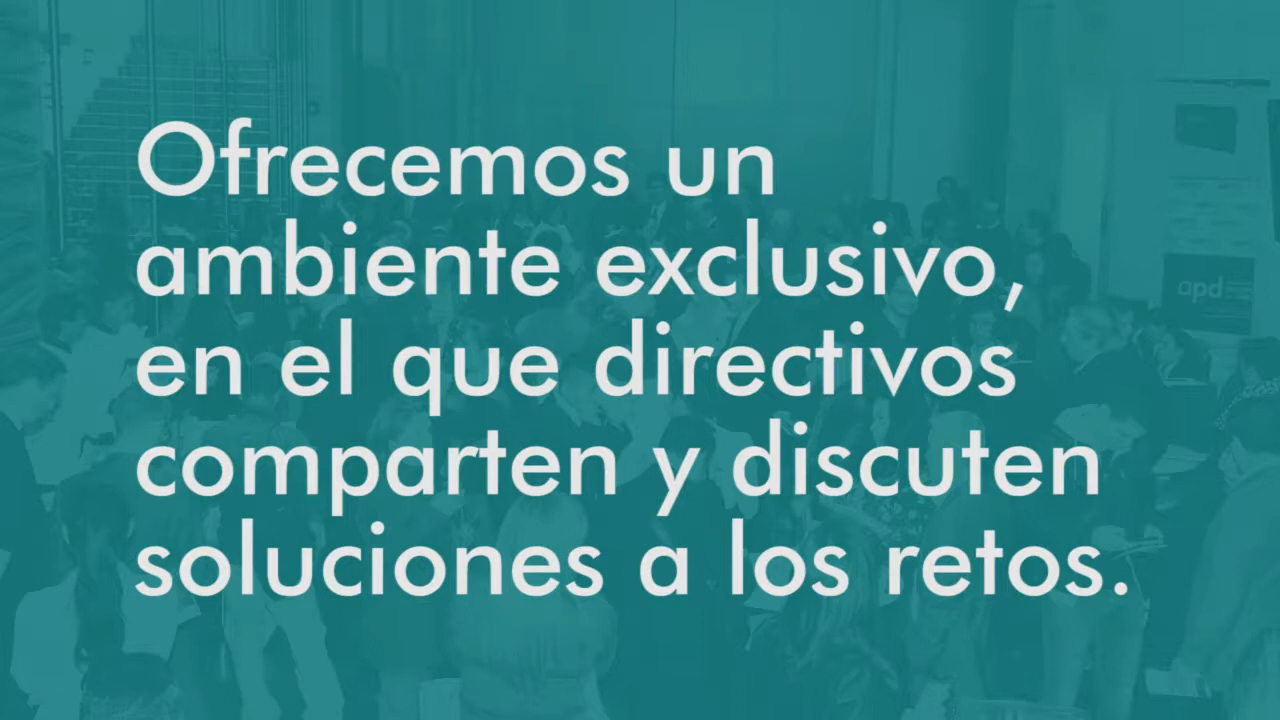 Ofrecemos un
ambiente exclusivo,
en el que directivos
comparten y discuten
soluciones a los retos.
apd